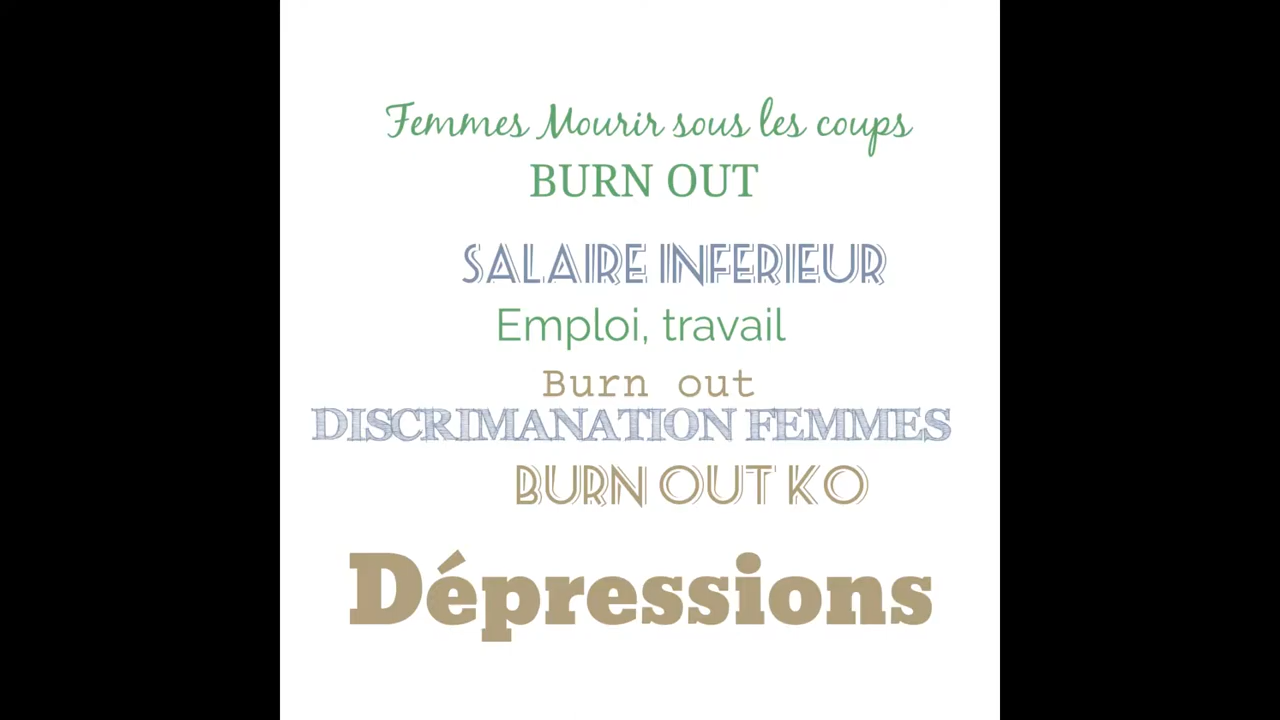 Femmes Mourir sous les coups
BURN OUT
SALAIRE INFERIEUR
Emploi, travail
Burn out
DISCRIMANATION FEMMES
BURN OUT KO
Dépressions